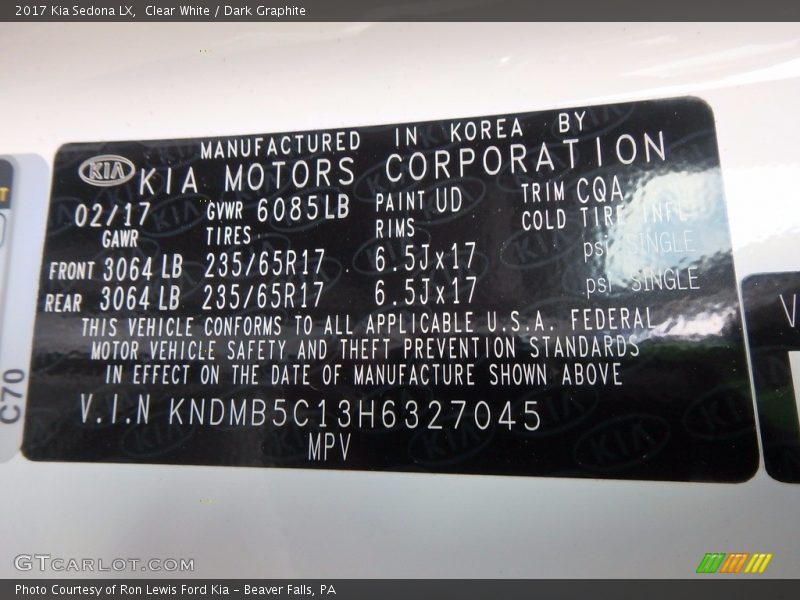 2017 Kia Sedona LX,  Clear White / Dark Graphite
MANUFACTURED IN KOREA BY
KIA KIA MOTORS CORPORATION
02/17 GVWR 6085LB PAINT UD TRIM CQA
GAWR TIRES RIMS COLD TIRE INFL
FRONT 3064 LB 235/65R17 6.5Jx17 psi SINGLE
REAR 3064 LB 235/65R17 6.5Jx17 psi SINGLE
THIS VEHICLE CONFORMS TO ALL APPLICABLE U.S.A. FEDERAL
MOTOR VEHICLE SAFETY AND THEFT PREVENTION STANDARDS
IN EFFECT ON THE DATE OF MANUFACTURE SHOWN ABOVE
V.I.N KNDMB5C13H6327045
MPV
C70
GTCARLOT.COM
Photo Courtesy of Ron Lewis Ford Kia – Beaver Falls, PA